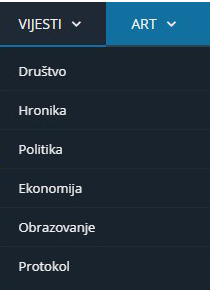 VIJESTI ART
Društvo
Hronika
Politika
Ekonomija
Obrazovanje
Protokol